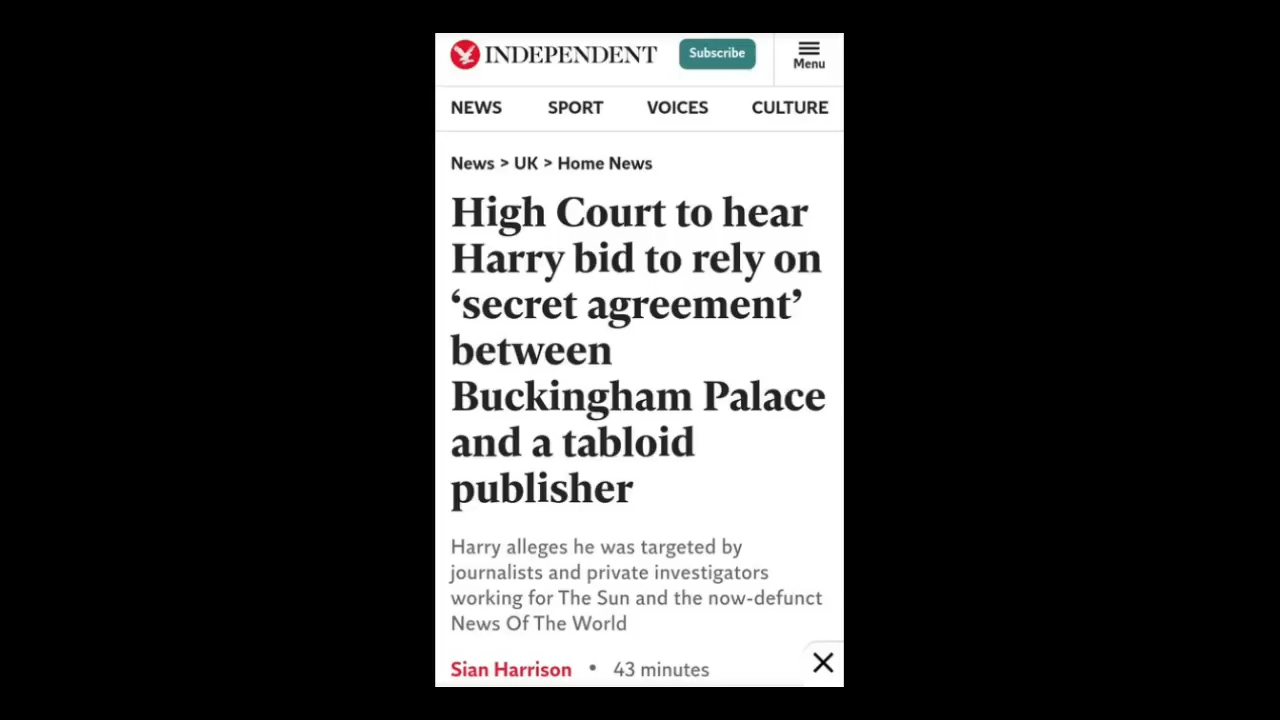 INDEPENDENT Subscribe Menu
NEWS SPORT VOICES CULTURE
News > UK > Home News
High Court to hear
Harry bid to rely on
‘secret agreement’
between
Buckingham Palace
and a tabloid
publisher
Harry alleges he was targeted by
journalists and private investigators
working for The Sun and the now-defunct
News Of The World
Sian Harrison • 43 minutes